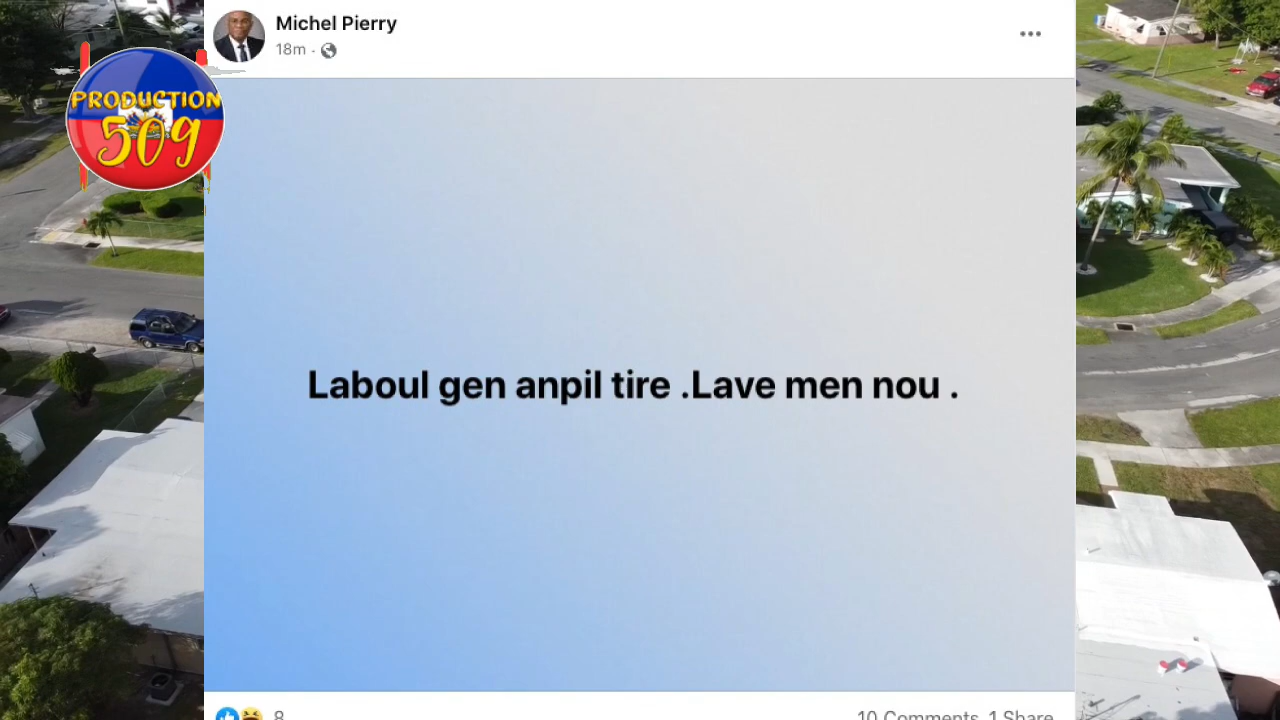 Michel Pierry
18m ·
PRODUCTION
509
Laboul gen anpil tire .Lave men nou .
8
10 Comments 1 Share